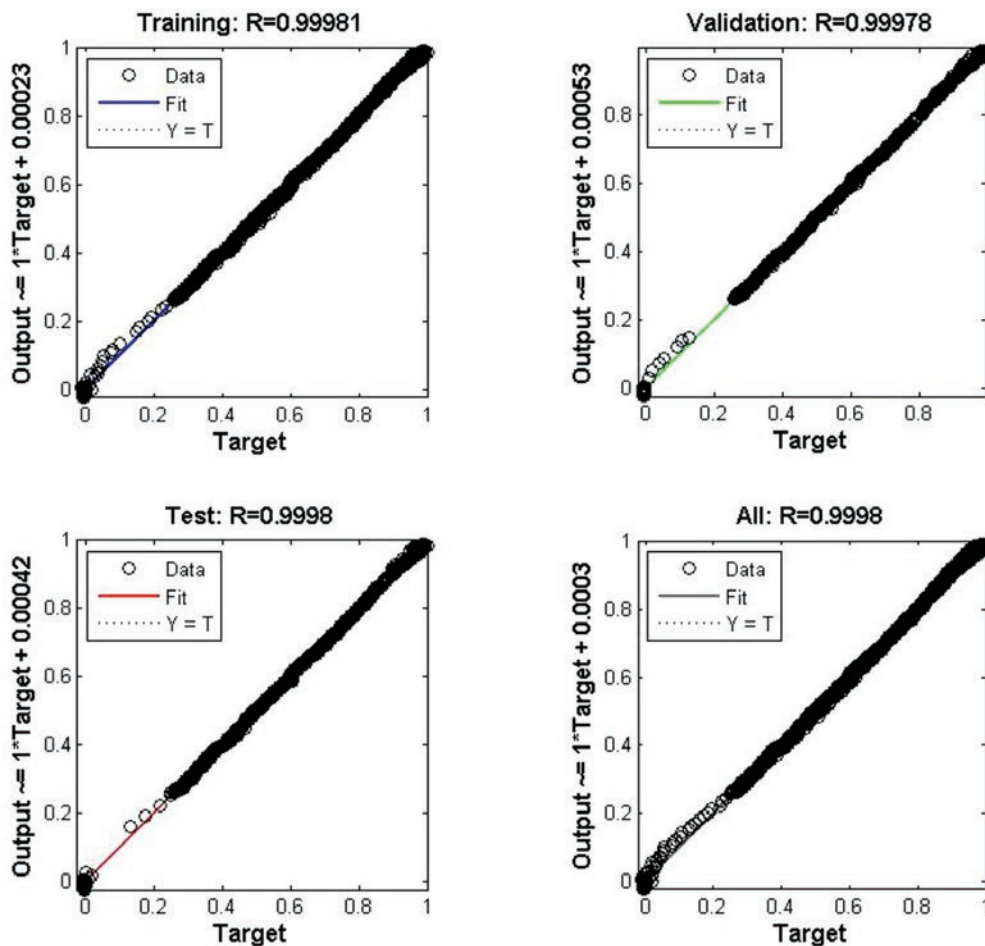 Training: R=0.99981
Output ~= 1*Target + 0.00023
1
0.8
0.6
0.4
0.2
0
Data
Fit
Y = T
0
0.2
0.4
0.6
0.8
1
Target
Validation: R=0.99978
Output ~= 1*Target + 0.00053
0.8
0.6
0.4
0.2
0
Data
Fit
Y = T
0
0.2
0.4
0.6
0.8
Target
Test: R=0.9998
Output ~= 1*Target + 0.00042
1
0.8
0.6
0.4
0.2
0
Data
Fit
Y = T
0
0.2
0.4
0.6
0.8
1
Target
All: R=0.9998
Output ~= 1*Target + 0.0003
1
0.8
0.6
0.4
0.2
0
Data
Fit
Y = T
0
0.2
0.4
0.6
0.8
1
Target